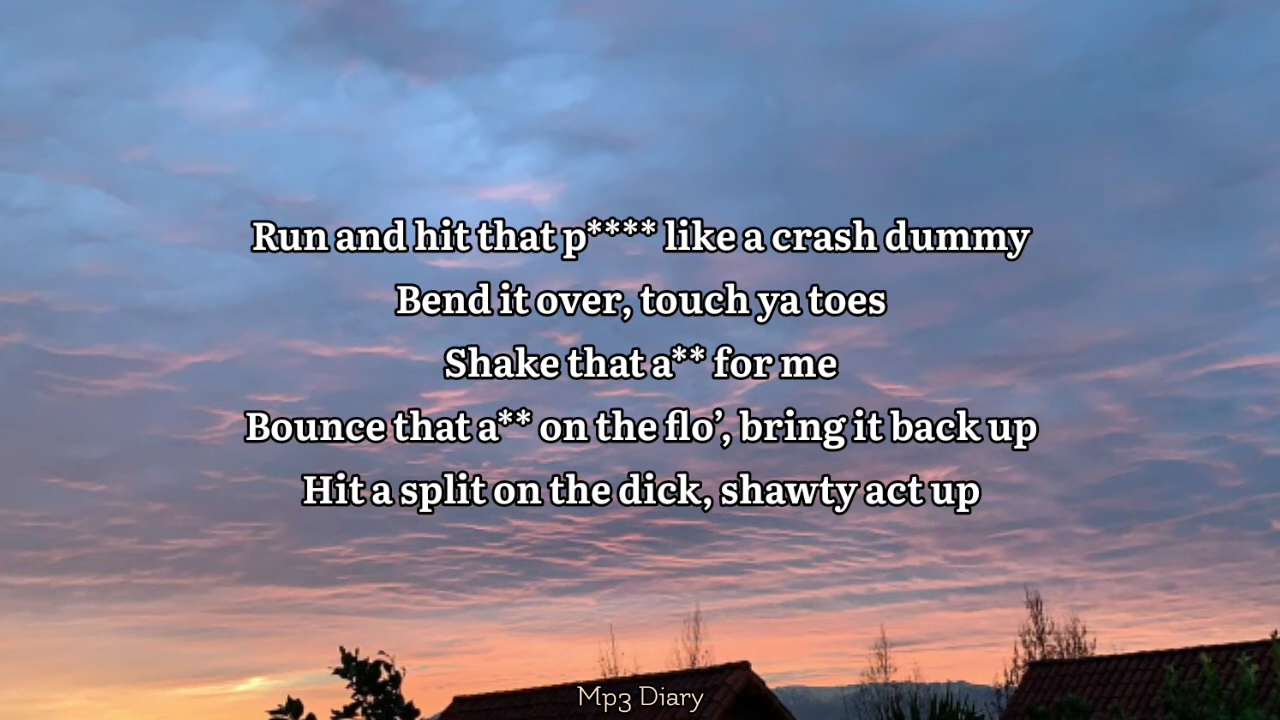 Run and hit that p**** like a crash dummy
Bend it over, touch ya toes
Shake that a** for me
Bounce that a** on the flo’, bring it back up
Hit a split on the dick, shawty act up
Mp3 Diary